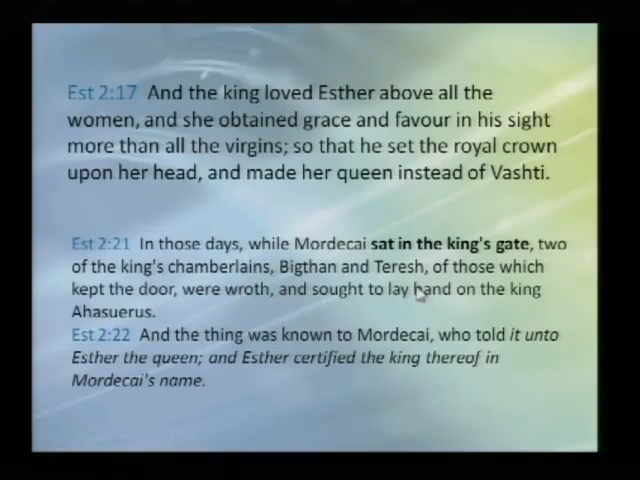 Est 2:17 And the king loved Esther above all the
women, and she obtained grace and favour in his sight
more than all the virgins; so that he set the royal crown
upon her head, and made her queen instead of Vashti.
Est 2:21 In those days, while Mordecai sat in the king's gate, two
of the king's chamberlains, Bigthan and Teresh, of those which
kept the door, were wroth, and sought to lay hand on the king
Ahasuerus.
Est 2:22 And the thing was known to Mordecai, who told it unto
Esther the queen; and Esther certified the king thereof in
Mordecai's name.